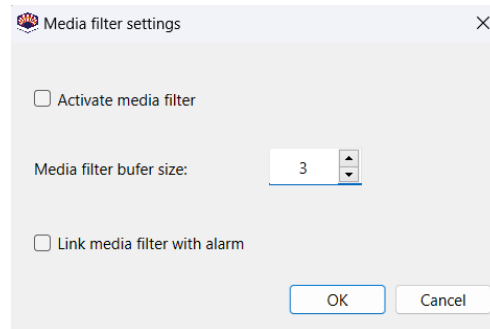 Media filter settings
Activate media filter
Media filter bufer size: 3
Link media filter with alarm
OK Cancel